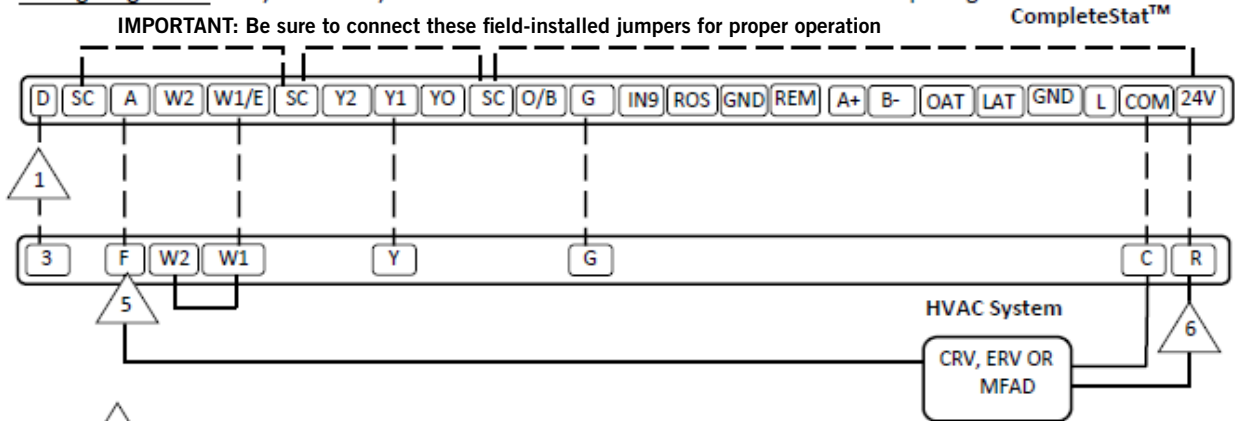 CompleteStat™
IMPORTANT: Be sure to connect these field-installed jumpers for proper operation
D SC A W2 W1/E SC Y2 Y1 YO SC O/B G IN9 ROS GND REM A+ B- OAT LAT GND L COM 24V
1
3 F W2 W1 Y G C R
5
HVAC System
6
CRV, ERV OR
MFAD